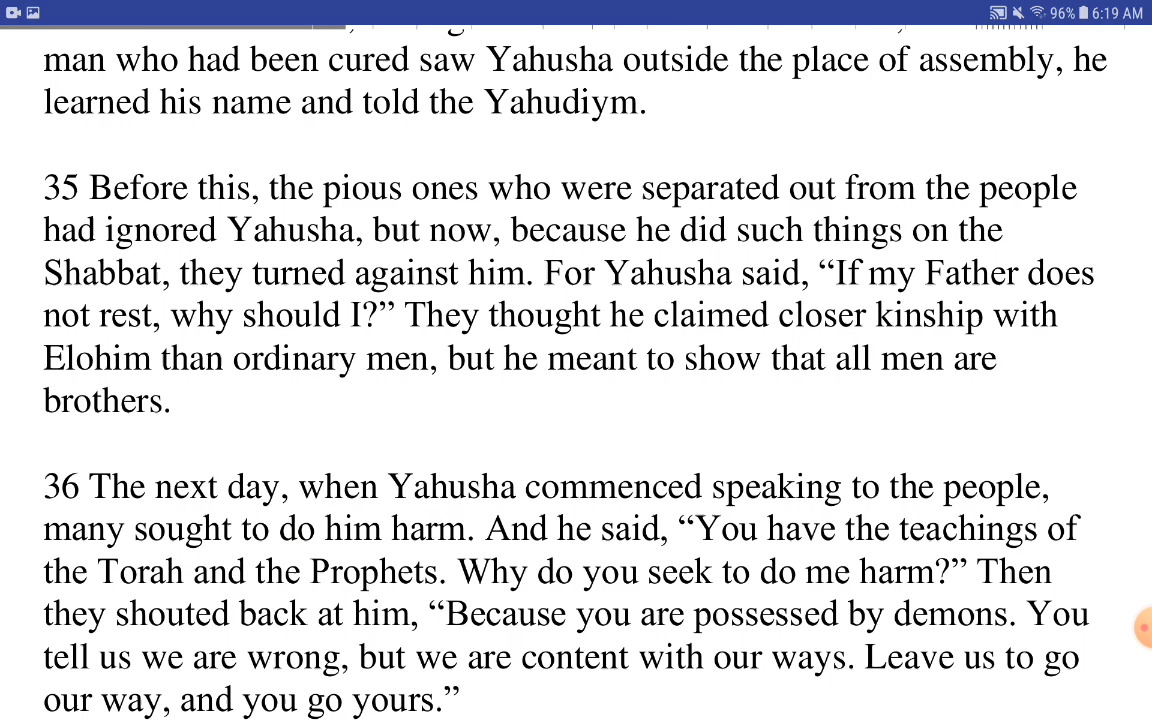 96% 6:19 AM
man who had been cured saw Yahusha outside the place of assembly, he
learned his name and told the Yahudiym.
35 Before this, the pious ones who were separated out from the people
had ignored Yahusha, but now, because he did such things on the
Shabbat, they turned against him. For Yahusha said, “If my Father does
not rest, why should I?” They thought he claimed closer kinship with
Elohim than ordinary men, but he meant to show that all men are
brothers.
36 The next day, when Yahusha commenced speaking to the people,
many sought to do him harm. And he said, “You have the teachings of
the Torah and the Prophets. Why do you seek to do me harm?” Then
they shouted back at him, “Because you are possessed by demons. You
tell us we are wrong, but we are content with our ways. Leave us to go
our way, and you go yours.”